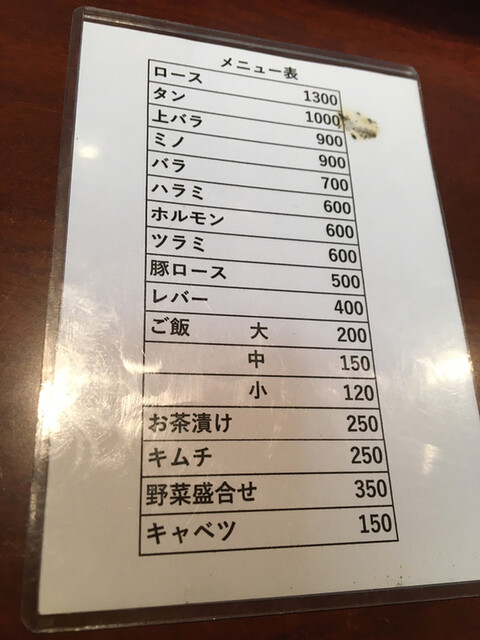 メニュー表
ロース 1300
タン 1000
上バラ 900
ミノ 900
バラ 700
ハラミ 600
ホルモン 600
ツラミ 600
豚ロース 500
レバー 400
ご飯 大 200
中 150
小 120
お茶漬け 250
キムチ 250
野菜盛合せ 350
キャベツ 150